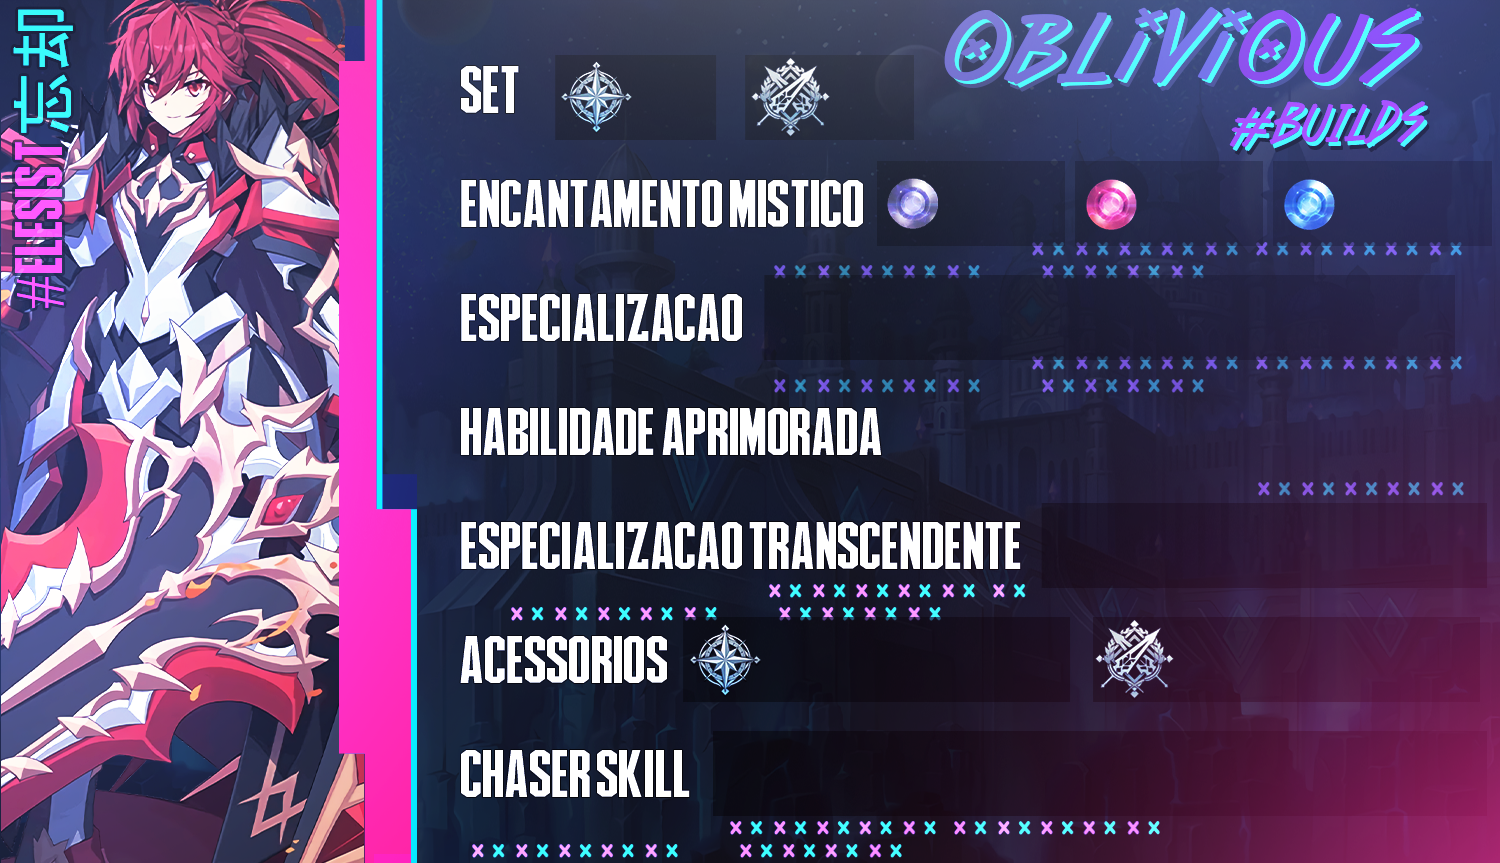 #ELESIST忘却
OBLIVIOUS
#BUILDS
SET
ENCANTAMENTO MISTICO
ESPECIALIZACAO
HABILIDADE APRIMORADA
ESPECIALIZACAO TRANSCENDENTE
ACESSORIOS
CHASER SKILL